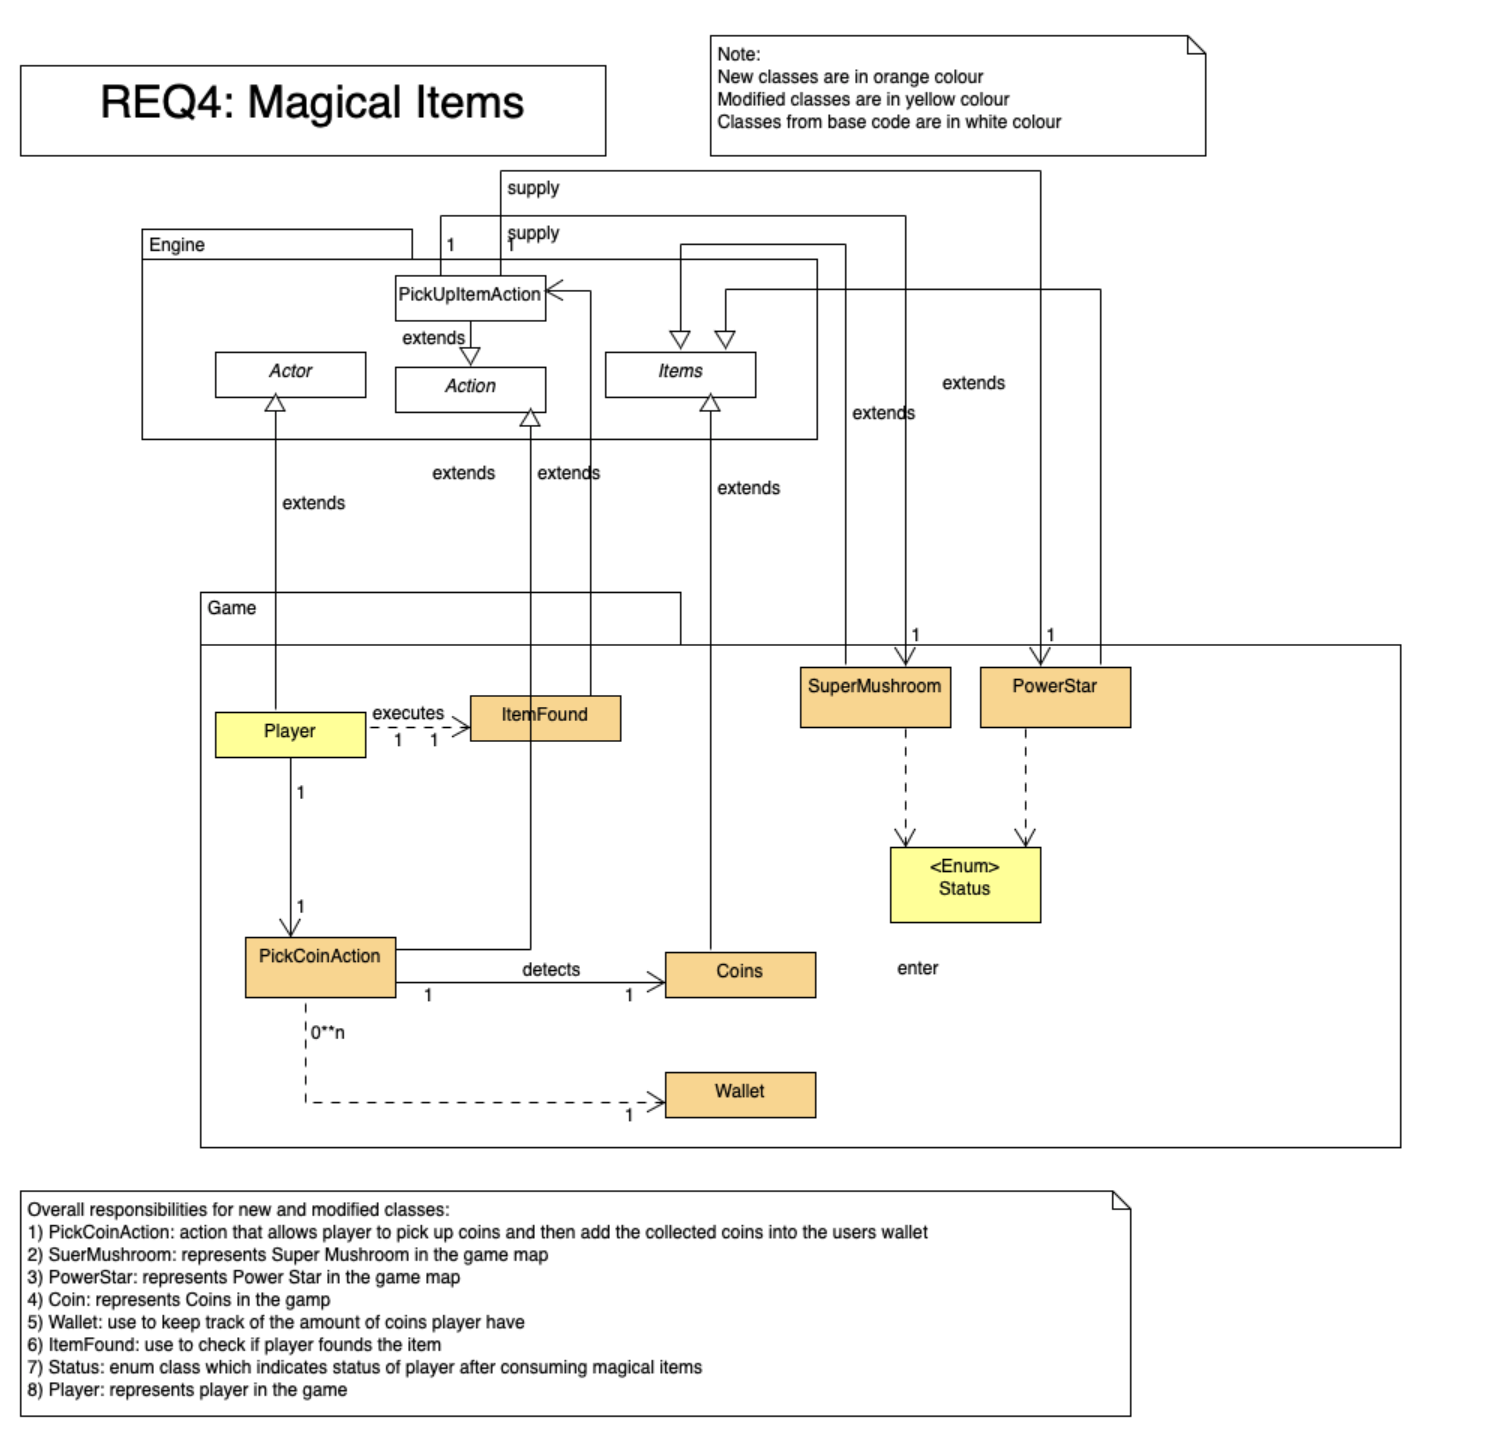 REQ4: Magical Items
Note:
New classes are in orange colour
Modified classes are in yellow colour
Classes from base code are in white colour
supply
supply
1
1
Engine
PickUpItemAction
extends
Actor
Action
Items
extends
extends
extends
extends
extends
extends
Game
1
1
SuperMushroom
PowerStar
executes
ItemFound
Player
1
1
1
<Enum>
Status
1
PickCoinAction
detects
Coins
enter
1
1
0**n
Wallet
1
Overall responsibilities for new and modified classes:
1) PickCoinAction: action that allows player to pick up coins and then add the collected coins into the users wallet
2) SuerMushroom: represents Super Mushroom in the game map
3) PowerStar: represents Power Star in the game map
4) Coin: represents Coins in the gamp
5) Wallet: use to keep track of the amount of coins player have
6) ItemFound: use to check if player founds the item
7) Status: enum class which indicates status of player after consuming magical items
8) Player: represents player in the game